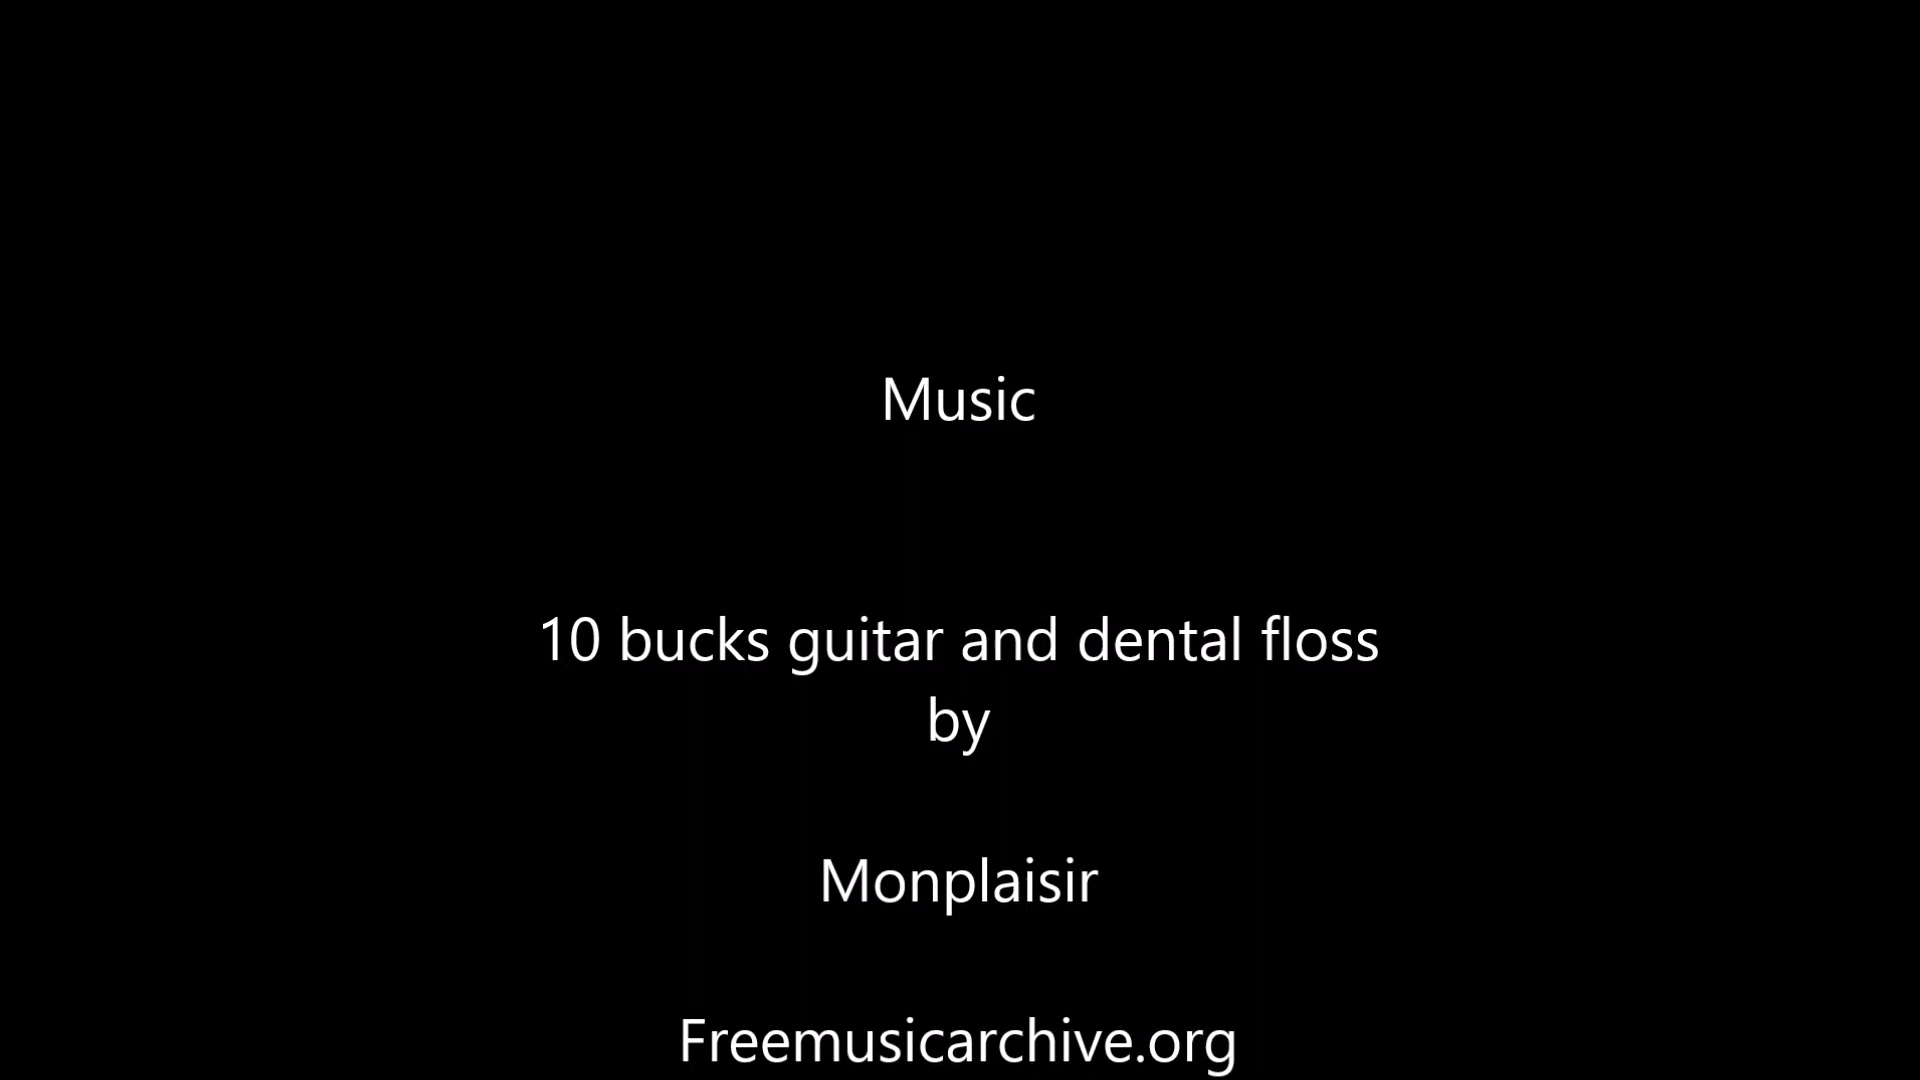 Music
10 bucks guitar and dental floss
by
Monplaisir
Freemusicarchive.org